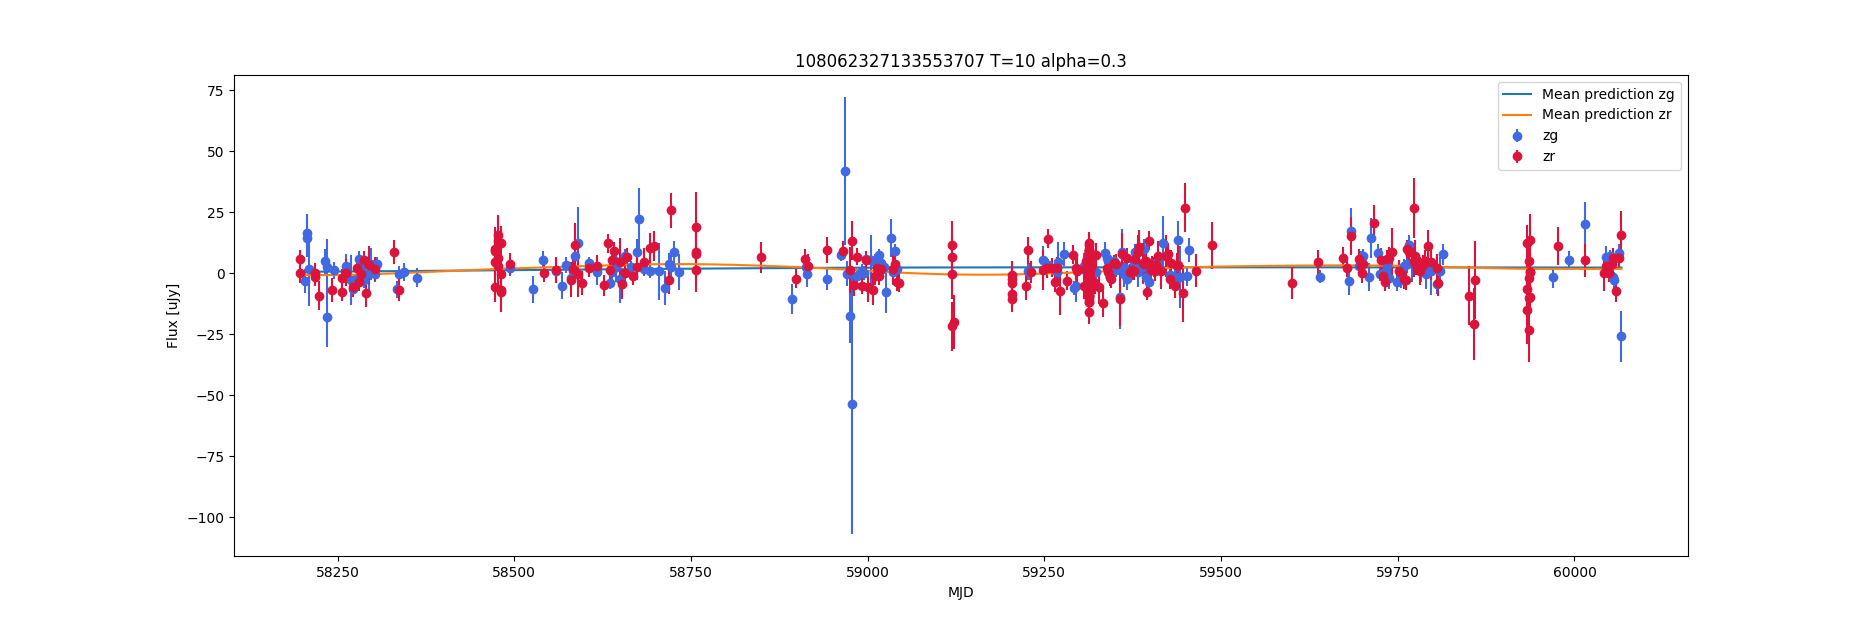 108062327133553707 T=10 alpha=0.3
75
50
25
0
−25
−50
−75
−100
Flux [uJy]
58250 58500 58750 59000 59250 59500 59750 60000
MJD
Mean prediction zg
Mean prediction zr
zg
zr